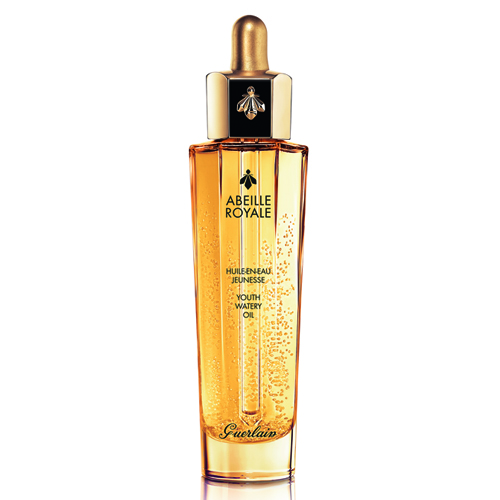 ABEILLE
ROYALE
HUILE-EN-EAU
JEUNESSE
YOUTH
WATERY
OIL
Guerlain